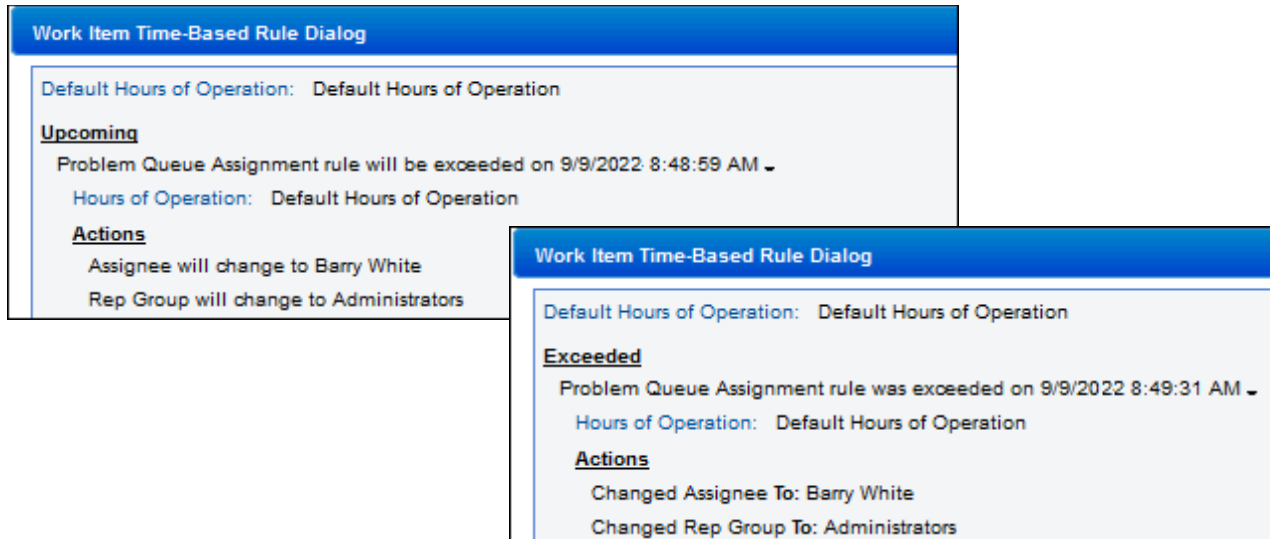 Work Item Time-Based Rule Dialog
Default Hours of Operation: Default Hours of Operation
Upcoming
Problem Queue Assignment rule will be exceeded on 9/9/2022 8:48:59 AM
Hours of Operation: Default Hours of Operation
Actions
Assignee will change to Barry White
Rep Group will change to Administrators
Work Item Time-Based Rule Dialog
Default Hours of Operation: Default Hours of Operation
Exceeded
Problem Queue Assignment rule was exceeded on 9/9/2022 8:49:31 AM
Hours of Operation: Default Hours of Operation
Actions
Changed Assignee To: Barry White
Changed Rep Group To: Administrators